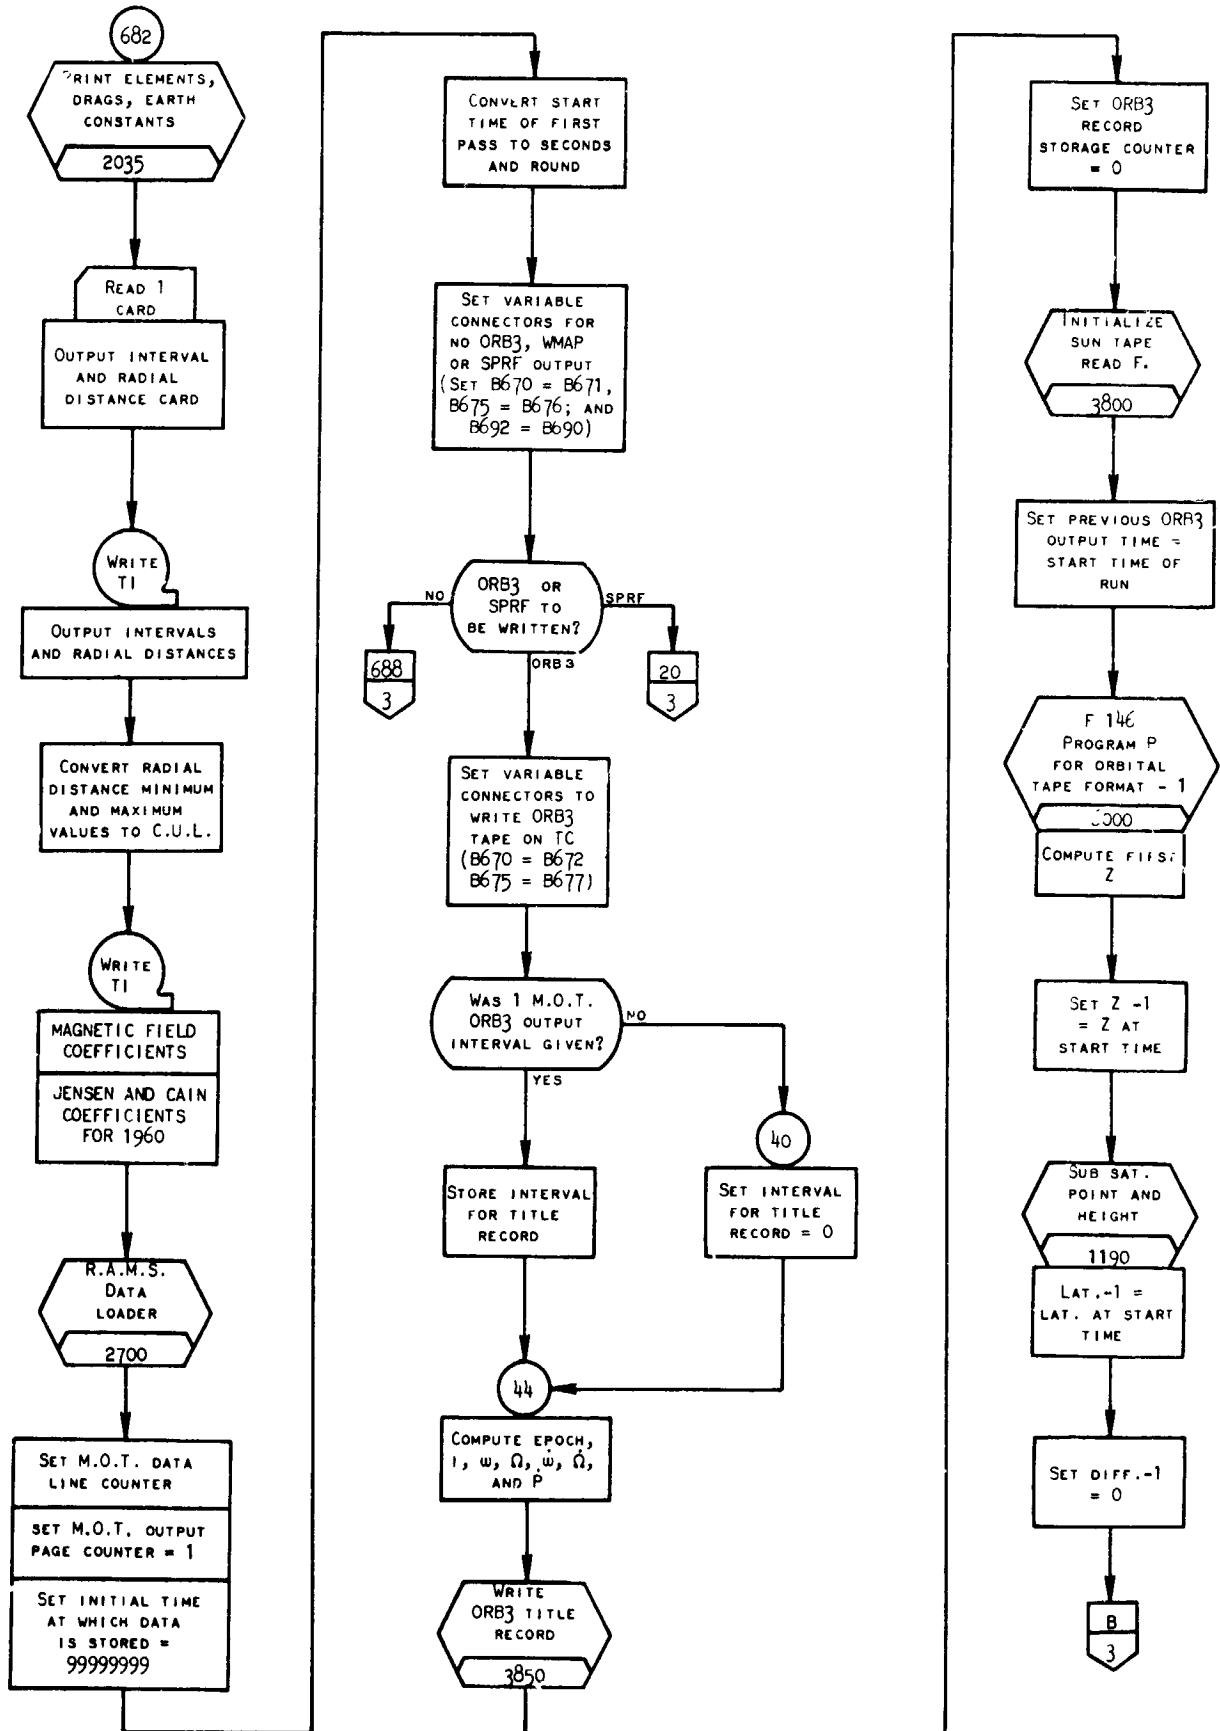 682
PRINT ELEMENTS,
DRAGS, EARTH
CONSTANTS
2035
READ 1
CARD
OUTPUT INTERVAL
AND RADIAL
DISTANCE CARD
WRITE
T1
OUTPUT INTERVALS
AND RADIAL DISTANCES
CONVERT RADIAL
DISTANCE MINIMUM
AND MAXIMUM
VALUES TO C.U.L.
WRITE
T1
MAGNETIC FIELD
COEFFICIENTS
JENSEN AND CAIN
COEFFICIENTS
FOR 1960
R.A.M.S.
DATA
LOADER
2700
SET M.O.T. DATA
LINE COUNTER
SET M.O.T. OUTPUT
PAGE COUNTER = 1
SET INITIAL TIME
AT WHICH DATA
IS STORED =
99999999
CONVERT START
TIME OF FIRST
PASS TO SECONDS
AND ROUND
SET VARIABLE
CONNECTORS FOR
NO ORB3, WMAP
OR SPRF OUTPUT
(SET B670 = B671,
B675 = B676; AND
B692 = B690)
ORB3 OR
SPRF TO
BE WRITTEN?
NO
SPRF
ORB3
688
3
20
3
SET VARIABLE
CONNECTORS TO
WRITE ORB3
TAPE ON TC
(B670 = B672
B675 = B677)
WAS 1 M.O.T.
ORB3 OUTPUT
INTERVAL GIVEN?
NO
YES
40
STORE INTERVAL
FOR TITLE
RECORD
SET INTERVAL
FOR TITLE
RECORD = 0
44
COMPUTE EPOCH,
I, ω, Ω, ω̇, Ω̇,
AND Ṗ
WRITE
ORB3 TITLE
RECORD
3850
SET ORB3
RECORD
STORAGE COUNTER
= 0
INITIALIZE
SUN TAPE
READ F.
3800
SET PREVIOUS ORB3
OUTPUT TIME =
START TIME OF
RUN
F 146
PROGRAM P
FOR ORBITAL
TAPE FORMAT - 1
000
COMPUTE FIRST
Z
SET Z -1
= Z AT
START TIME
SUB SAT.
POINT AND
HEIGHT
1190
LAT.-1 =
LAT. AT START
TIME
SET DIFF.-1
= 0
B
3